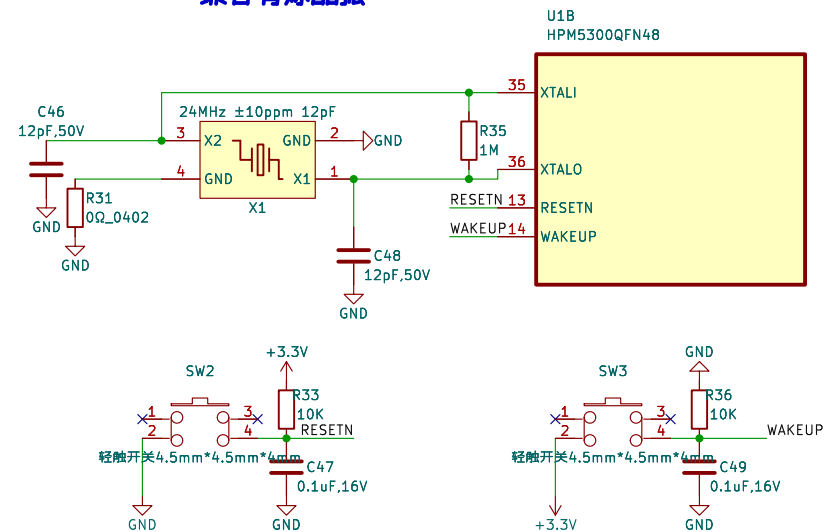 U1B
HPM5300QFN48
C46
12pF,50V
24MHz ±10ppm 12pF
3 X2
GND 2
GND
4 GND
X1 1
X1
R31
0Ω_0402
GND
GND
R35
1M
35 XTALI
36 XTALO
RESETN 13 RESETN
WAKEUP 14 WAKEUP
C48
12pF,50V
GND
+3.3V
SW2
R33
10K
1
2
3
4
RESETN
轻触开关4.5mm*4.5mm*4mm
C47
0.1uF,16V
GND
GND
GND
SW3
R36
10K
1
2
3
4
WAKEUP
轻触开关4.5mm*4.5mm*4mm
C49
0.1uF,16V
+3.3V
GND